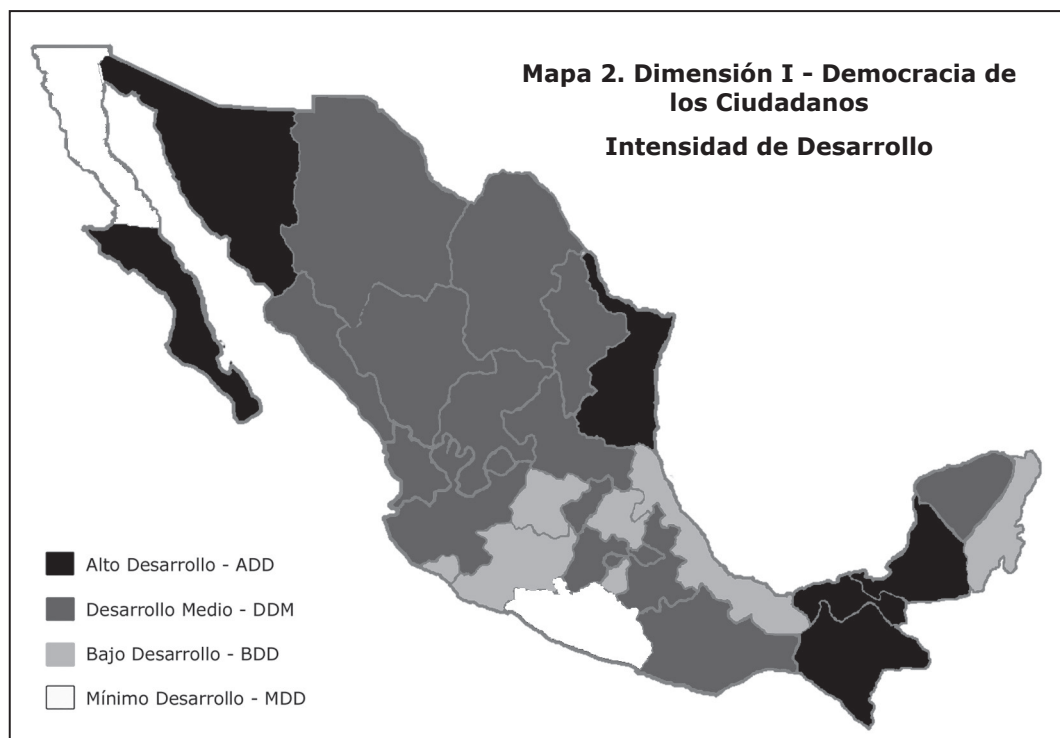 Mapa 2. Dimensión I - Democracia de
los Ciudadanos
Intensidad de Desarrollo
Alto Desarrollo - ADD
Desarrollo Medio - DDM
Bajo Desarrollo - BDD
Mínimo Desarrollo - MDD